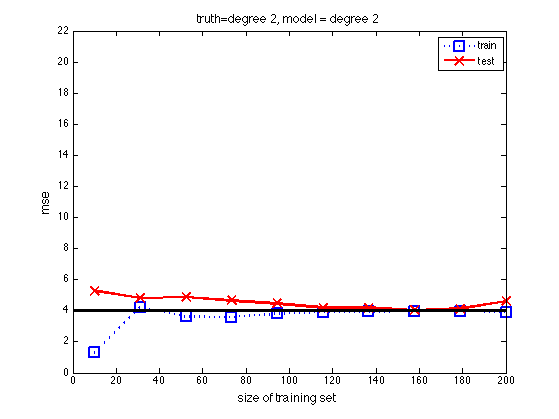 truth=degree 2, model = degree 2
22
20
18
16
14
12
10
8
6
4
2
0
mse
train
test
0 20 40 60 80 100 120 140 160 180 200
size of training set